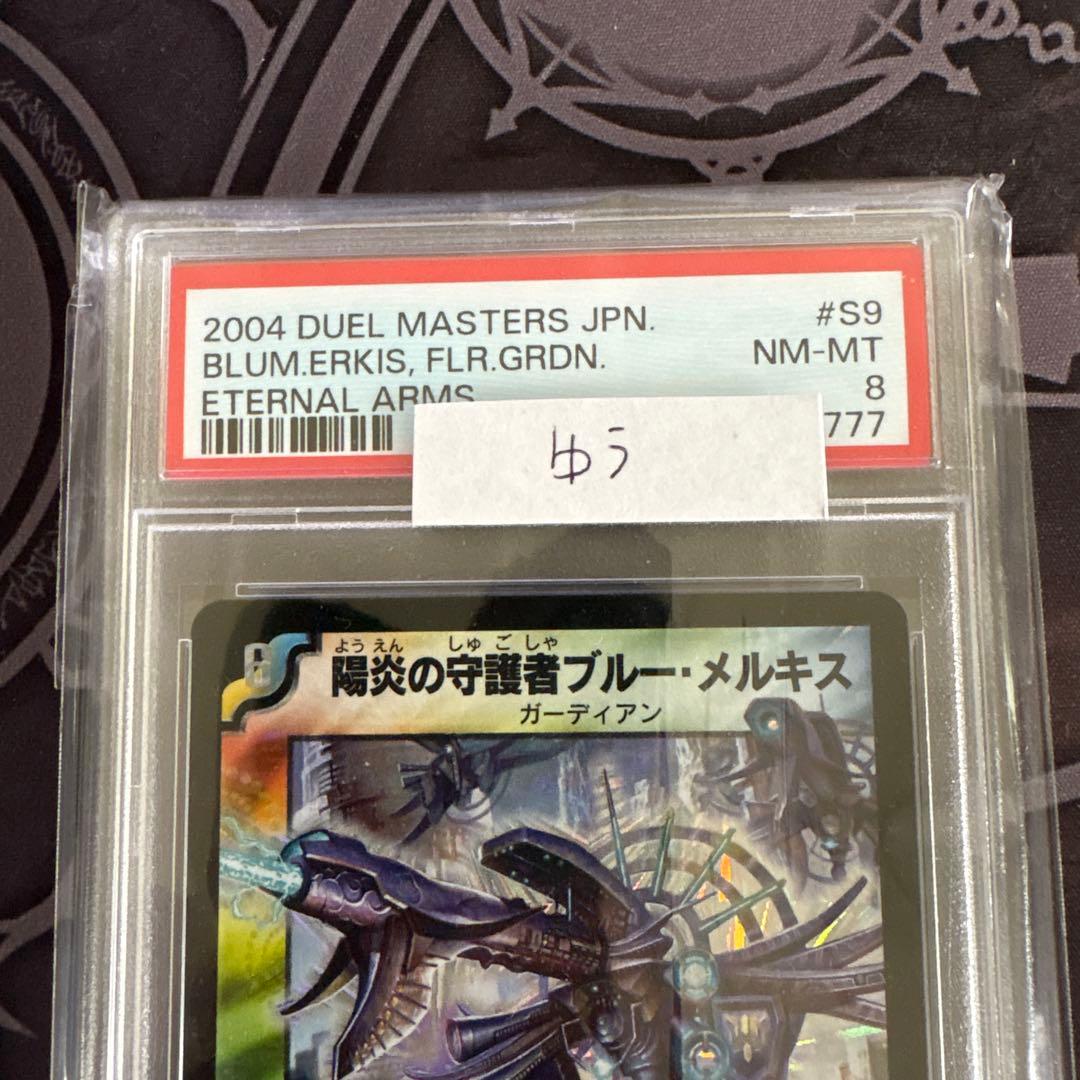 2004 DUEL MASTERS JPN. #S9
BLUM.ERKIS, FLR.GRDN. NM-MT
ETERNAL ARMS 8
777
ゆう
よう えん しゅ ご しゃ
陽炎の守護者ブルー・メルキス
ガーディアン